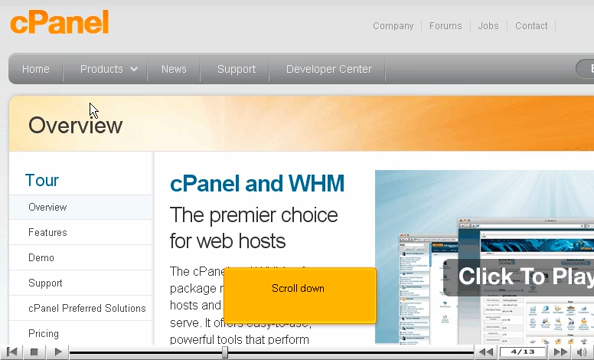 cPanel
Company Forums Jobs Contact
Home Products News Support Developer Center
Overview
Tour
Overview
Features
Demo
Support
cPanel Preferred Solutions
Pricing
cPanel and WHM
The premier choice
for web hosts
The
package
hosts and
serve. It offers easy-to-use,
powerful tools that perform
Click To Play
Scroll down
4/13